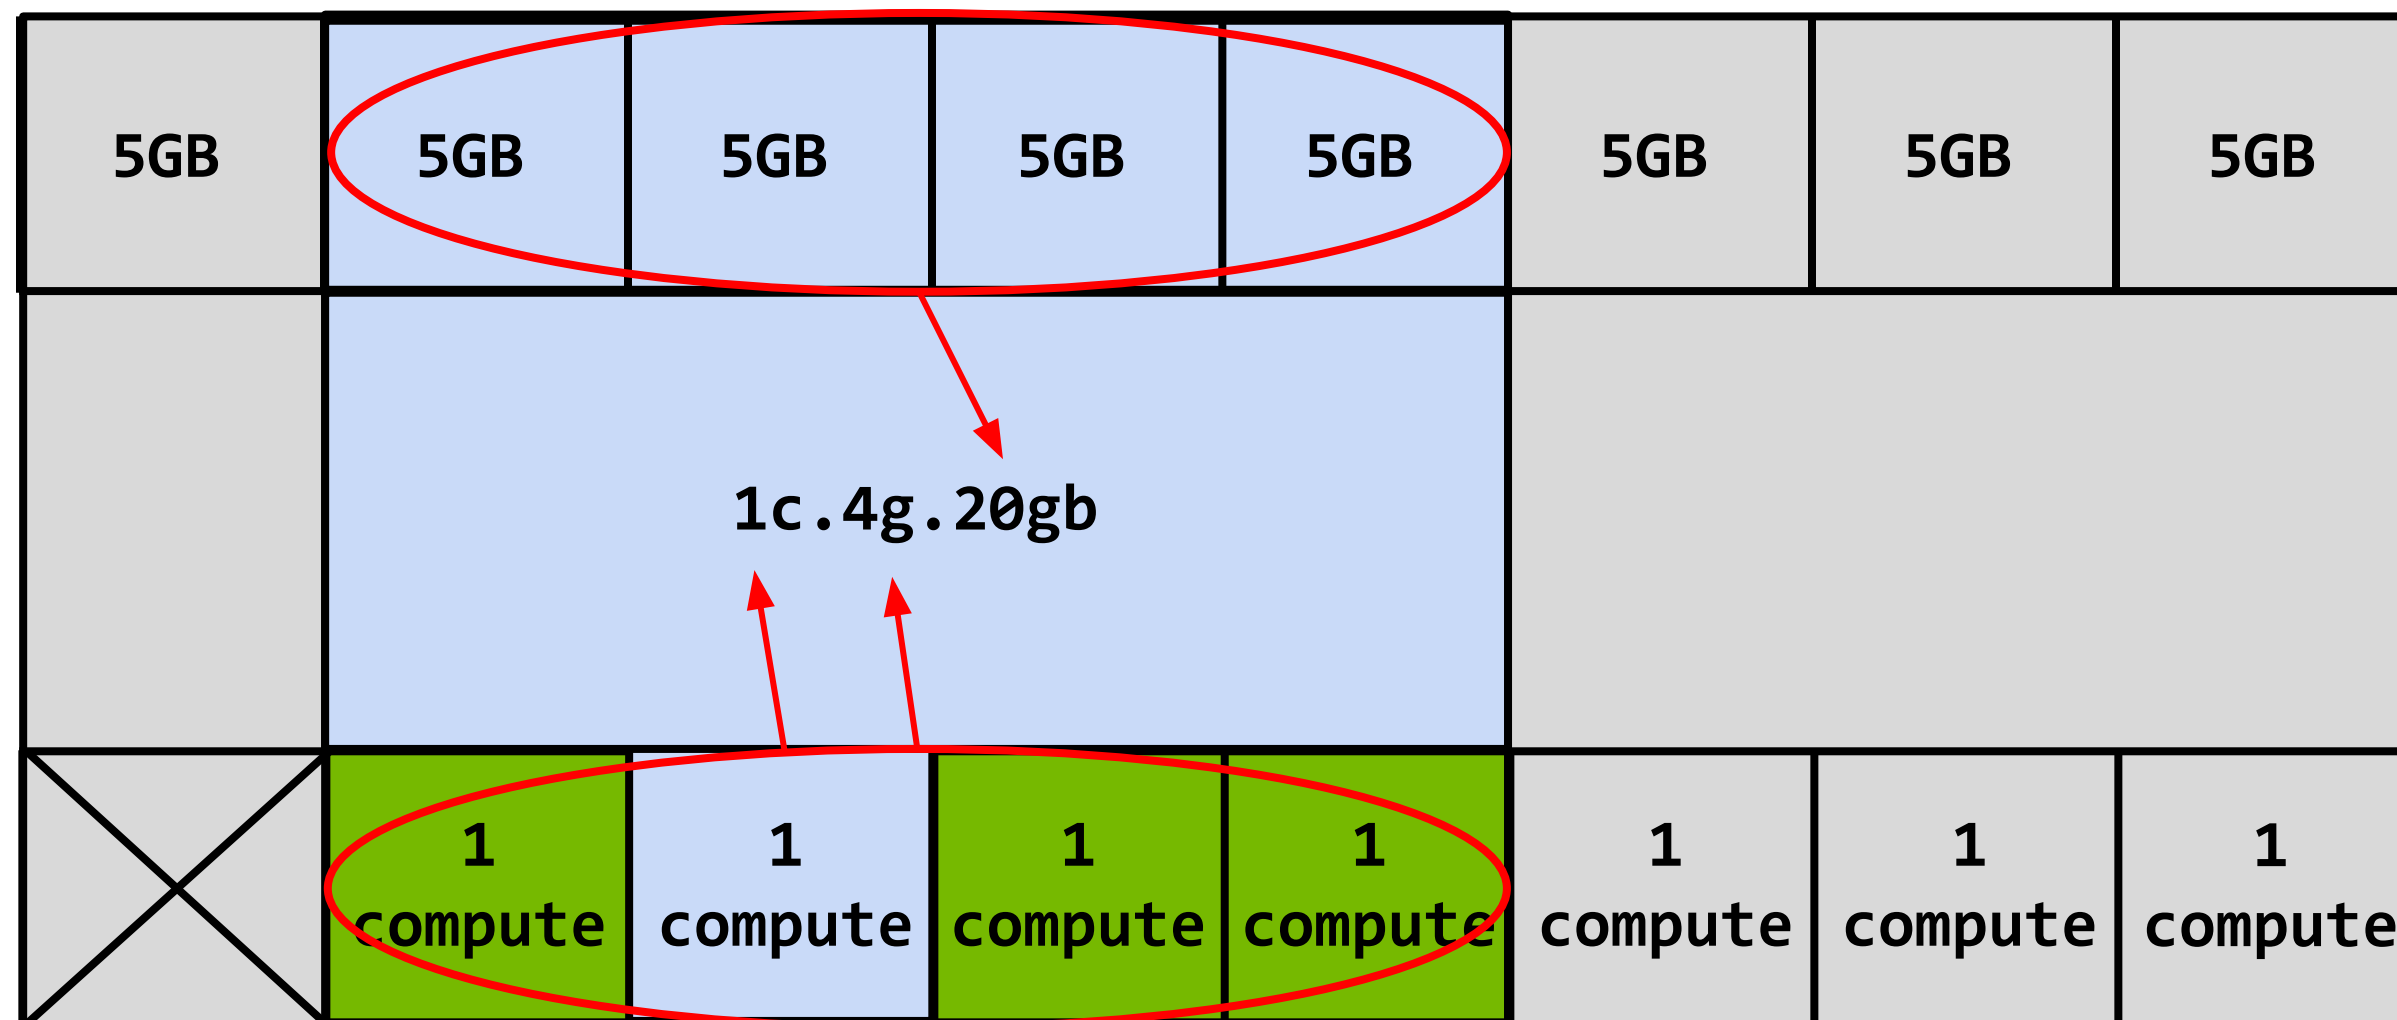 5GB 5GB 5GB 5GB 5GB 5GB 5GB 5GB
1c.4g.20gb
1 1 1 1 1 1 1
compute compute compute compute compute compute compute